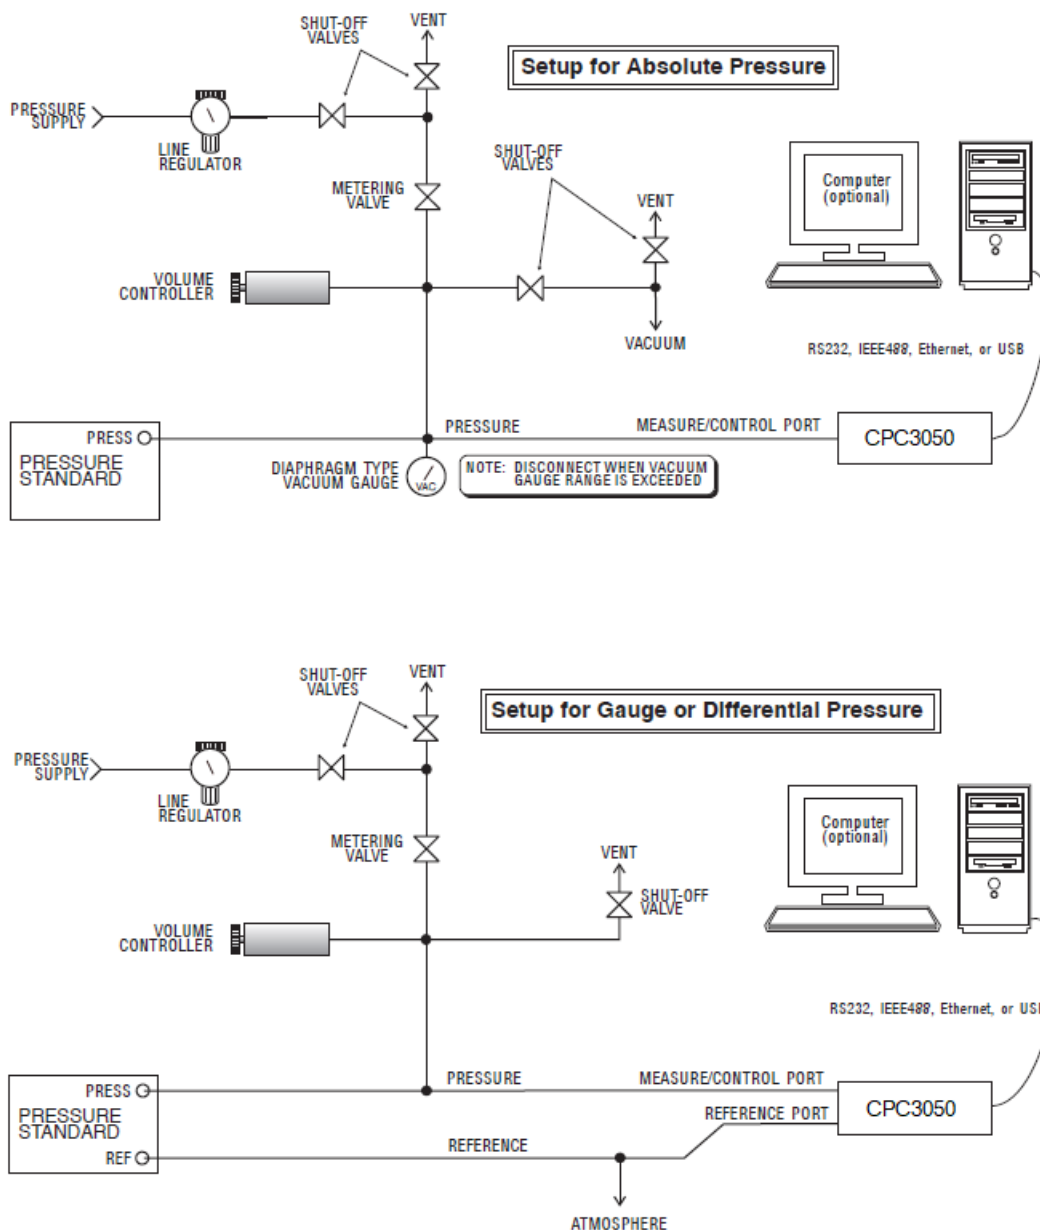 SHUT-OFF
VALVES
VENT
Setup for Absolute Pressure
PRESSURE
SUPPLY
LINE
REGULATOR
METERING
VALVE
SHUT-OFF
VALVES
VENT
Computer
(optional)
VOLUME
CONTROLLER
VACUUM
RS232, IEEE488, Ethernet, or USB
PRESS
PRESSURE
STANDARD
PRESSURE
MEASURE/CONTROL PORT
CPC3050
DIAPHRAGM TYPE
VACUUM GAUGE
VAC
NOTE: DISCONNECT WHEN VACUUM
GAUGE RANGE IS EXCEEDED
SHUT-OFF
VALVES
VENT
Setup for Gauge or Differential Pressure
PRESSURE
SUPPLY
LINE
REGULATOR
METERING
VALVE
VENT
SHUT-OFF
VALVE
Computer
(optional)
VOLUME
CONTROLLER
RS232, IEEE488, Ethernet, or USB
PRESS
PRESSURE
STANDARD
REF
PRESSURE
MEASURE/CONTROL PORT
REFERENCE PORT
CPC3050
REFERENCE
ATMOSPHERE